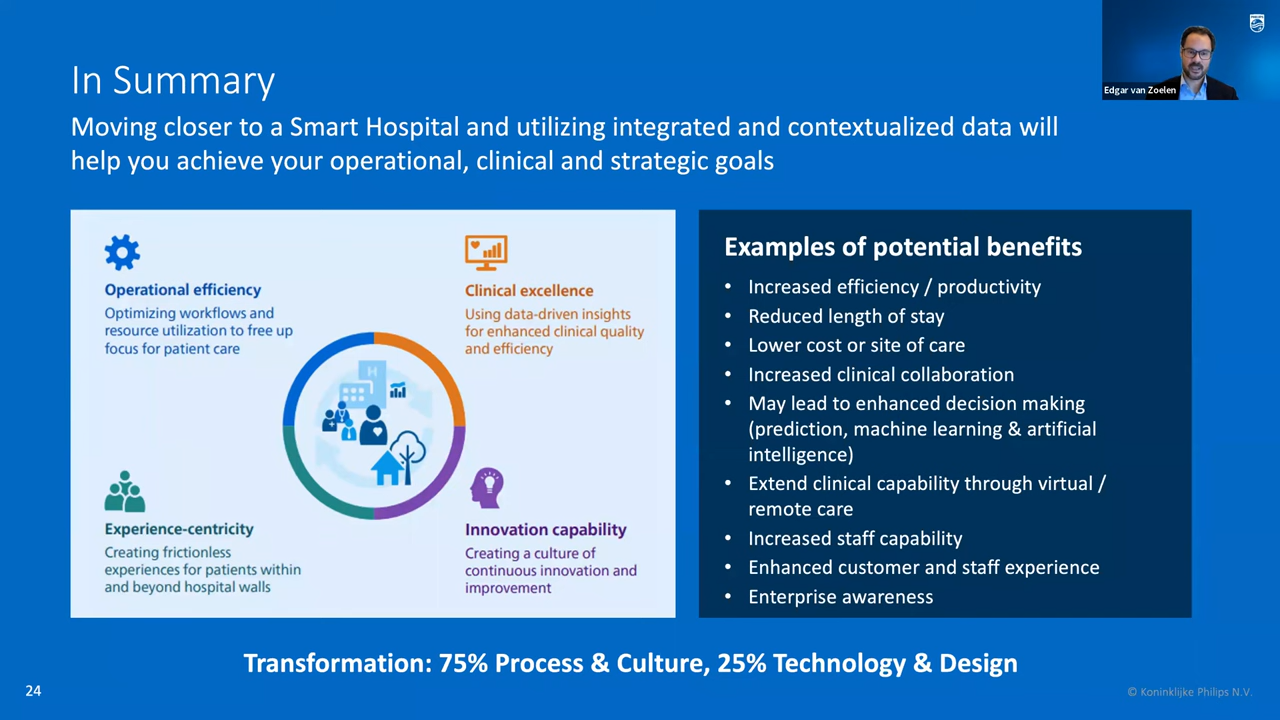 Edgar van Zoelen
In Summary
Moving closer to a Smart Hospital and utilizing integrated and contextualized data will
help you achieve your operational, clinical and strategic goals
Operational efficiency
Optimizing workflows and
resource utilization to free up
focus for patient care
Clinical excellence
Using data-driven insights
for enhanced clinical quality
and efficiency
H
Experience-centricity
Creating frictionless
experiences for patients within
and beyond hospital walls
Innovation capability
Creating a culture of
continuous innovation and
improvement
Examples of potential benefits
• Increased efficiency / productivity
• Reduced length of stay
• Lower cost or site of care
• Increased clinical collaboration
• May lead to enhanced decision making
(prediction, machine learning & artificial
intelligence)
• Extend clinical capability through virtual /
remote care
• Increased staff capability
• Enhanced customer and staff experience
• Enterprise awareness
Transformation: 75% Process & Culture, 25% Technology & Design
24
© Koninklijke Philips N.V.